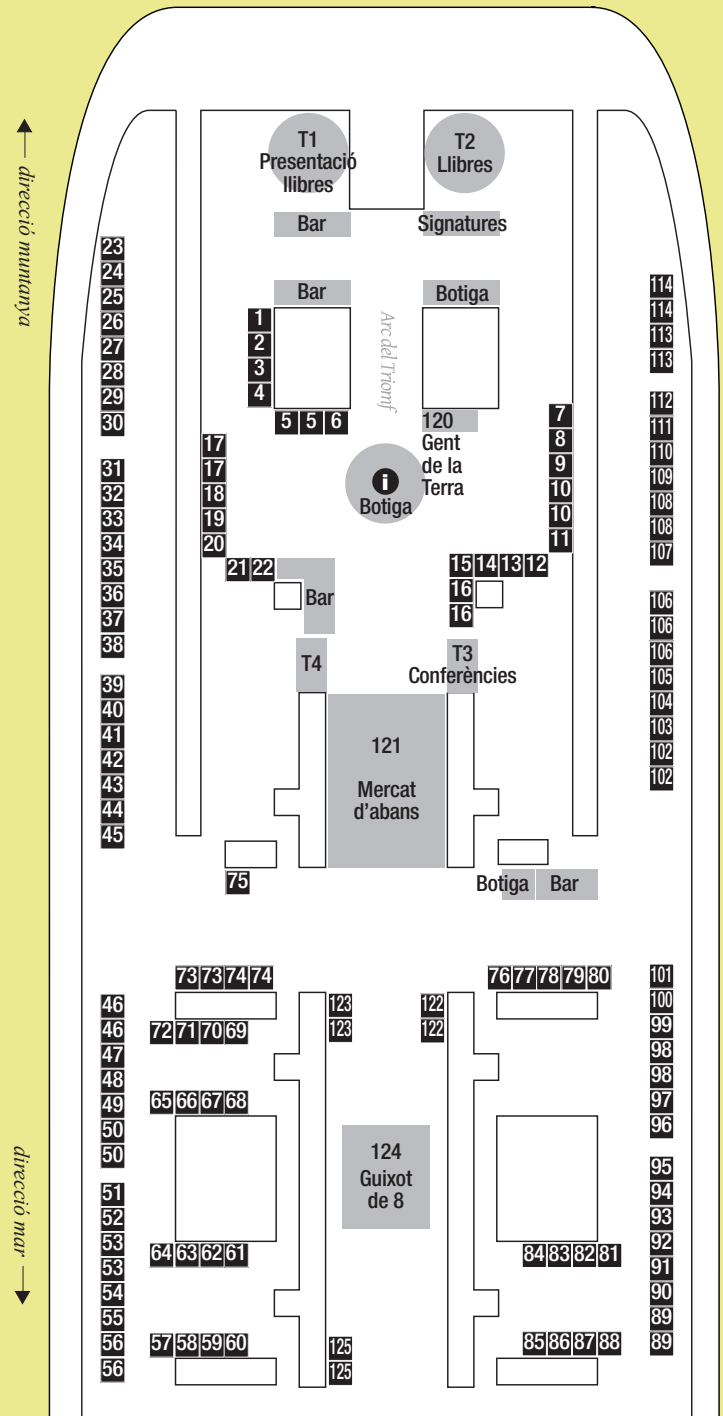 direcció muntanya
direcció mar
T1
Presentació
llibres
T2
Llibres
Bar
Signatures
Bar
Botiga
Arc del Triomf
1
2
3
4
5 5 6
120
Gent
de la
Terra
i
Botiga
7
8
9
10
10
11
15 14 13 12
16
16
17
17
18
19
20
21 22
Bar
T4
T3
Conferències
121
Mercat
d'abans
23
24
25
26
27
28
29
30
31
32
33
34
35
36
37
38
39
40
41
42
43
44
45
114
114
113
113
112
111
110
109
108
108
107
106
106
106
105
104
103
102
102
75
Botiga
Bar
73 73 74 74
76 77 78 79 80
46
46
47
48
49
50
50
51
52
53
53
54
55
56
56
72 71 70 69
65 66 67 68
64 63 62 61
57 58 59 60
123
123
122
122
124
Guixot
de 8
125
125
84 83 82 81
85 86 87 88
101
100
99
98
98
97
96
95
94
93
92
91
90
89
89